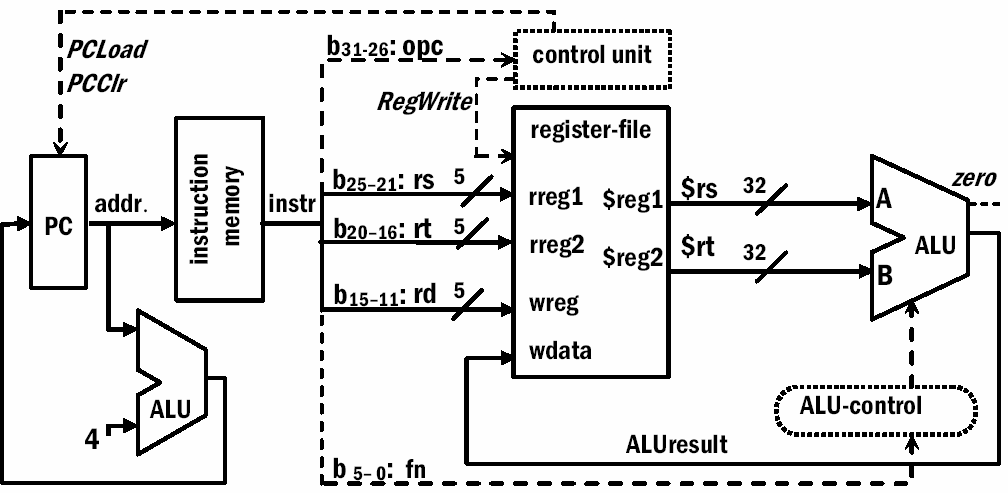 PCLoad
PCClr
b31-26: opc
control unit
RegWrite
register-file
PC
addr.
instruction
memory
instr
b25-21: rs
5
rreg1
$reg1
$rs
32
A
zero
b20-16: rt
5
rreg2
$reg2
$rt
32
B
ALU
b15-11: rd
5
wreg
wdata
4
ALU
ALU-control
ALUresult
b 5-0: fn